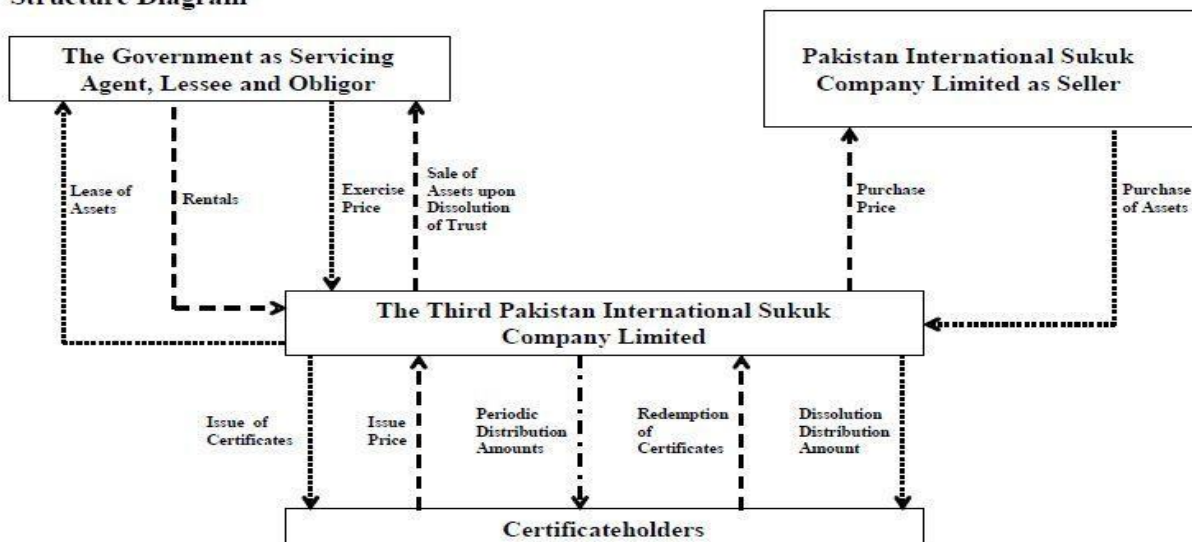 Structure Diagram
The Government as Servicing
Agent, Lessee and Obligor
Pakistan International Sukuk
Company Limited as Seller
Lease of
Assets
Rentals
Exercise
Price
Sale of
Assets upon
Dissolution
of Trust
Purchase
Price
Purchase
of Assets
The Third Pakistan International Sukuk
Company Limited
Issue of
Certificates
Issue
Price
Periodic
Distribution
Amounts
Redemption
of
Certificates
Dissolution
Distribution
Amount
Certificateholders